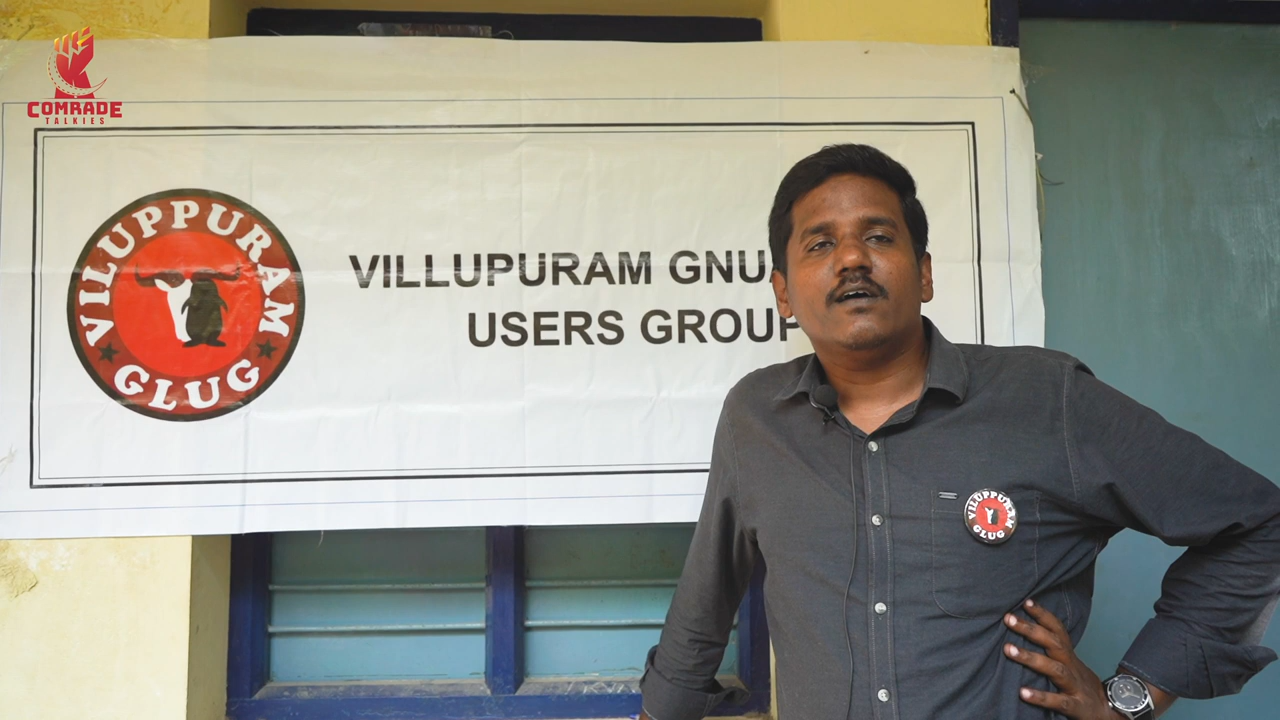 COMRADE
TALKIES
VILUPPURAM
GLUG
VILLUPURAM GNU
USERS GROUP
VILUPPURAM
GLUG